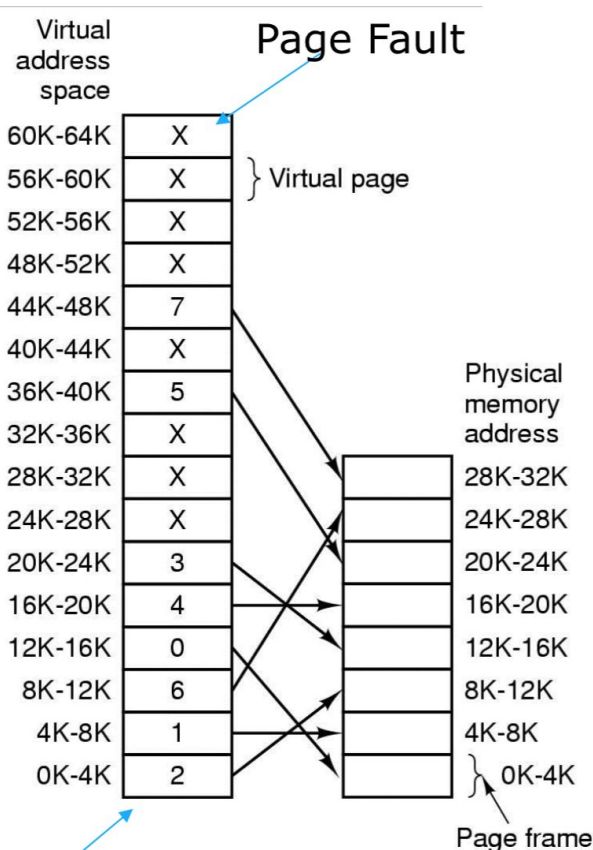 Virtual
address
space
Page Fault
60K-64K X
56K-60K X } Virtual page
52K-56K X
48K-52K X
44K-48K 7
40K-44K X
36K-40K 5
32K-36K X
28K-32K X
24K-28K X
20K-24K 3
16K-20K 4
12K-16K 0
8K-12K 6
4K-8K 1
0K-4K 2
Physical
memory
address
28K-32K
24K-28K
20K-24K
16K-20K
12K-16K
8K-12K
4K-8K
} 0K-4K
Page frame